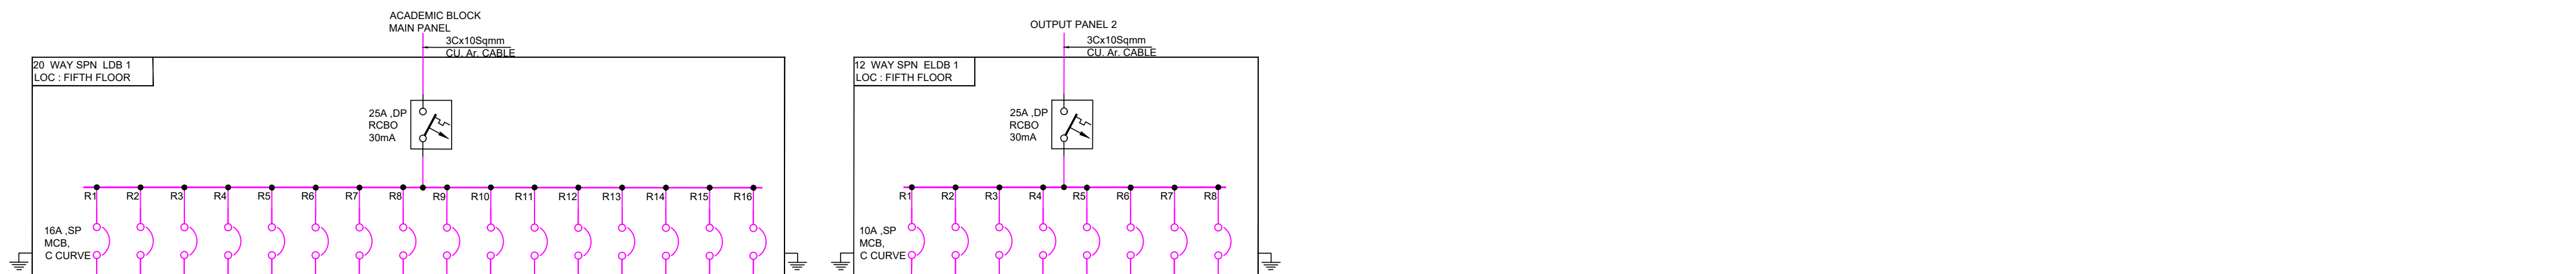 ACADEMIC BLOCK
MAIN PANEL
3Cx10Sqmm
CU. Ar. CABLE
20 WAY SPN LDB 1
LOC : FIFTH FLOOR
25A ,DP
RCBO
30mA
R1 R2 R3 R4 R5 R6 R7 R8 R9 R10 R11 R12 R13 R14 R15 R16
16A ,SP
MCB,
C CURVE
OUTPUT PANEL 2
3Cx10Sqmm
CU. Ar. CABLE
12 WAY SPN ELDB 1
LOC : FIFTH FLOOR
25A ,DP
RCBO
30mA
R1 R2 R3 R4 R5 R6 R7 R8
10A ,SP
MCB,
C CURVE